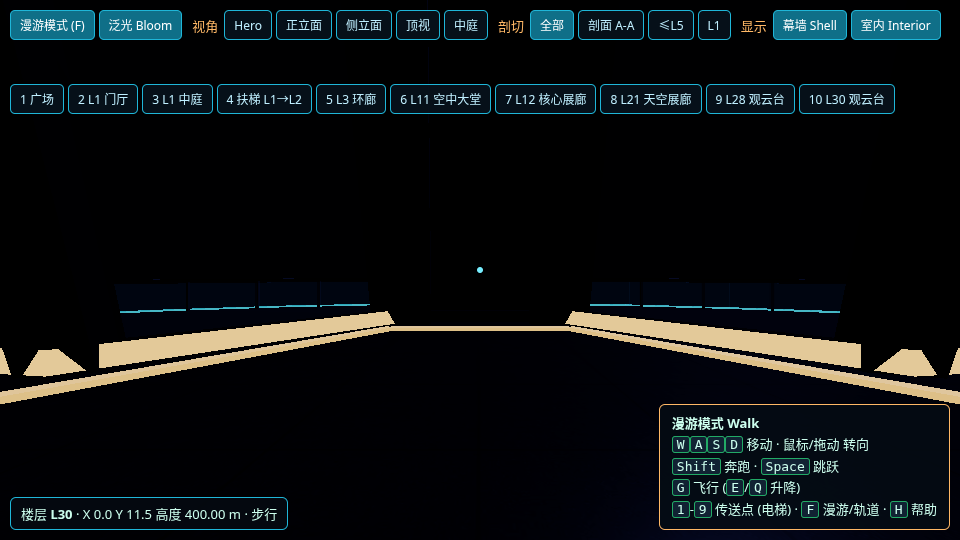 漫游模式 (F) 泛光 Bloom 视角 Hero 正立面 侧立面 顶视 中庭 剖切 全部 剖面 A-A ≤L5 L1 显示 幕墙 Shell 室内 Interior
1 广场 2 L1 门厅 3 L1 中庭 4 扶梯 L1→L2 5 L3 环廊 6 L11 空中大堂 7 L12 核心展廊 8 L21 天空展廊 9 L28 观云台 10 L30 观云台
漫游模式 Walk
W A S D 移动 · 鼠标/拖动 转向
Shift 奔跑 · Space 跳跃
G 飞行 (E/Q 升降)
1-9 传送点 (电梯) · F 漫游/轨道 · H 帮助
楼层 L30 · X 0.0 Y 11.5 高度 400.00 m · 步行